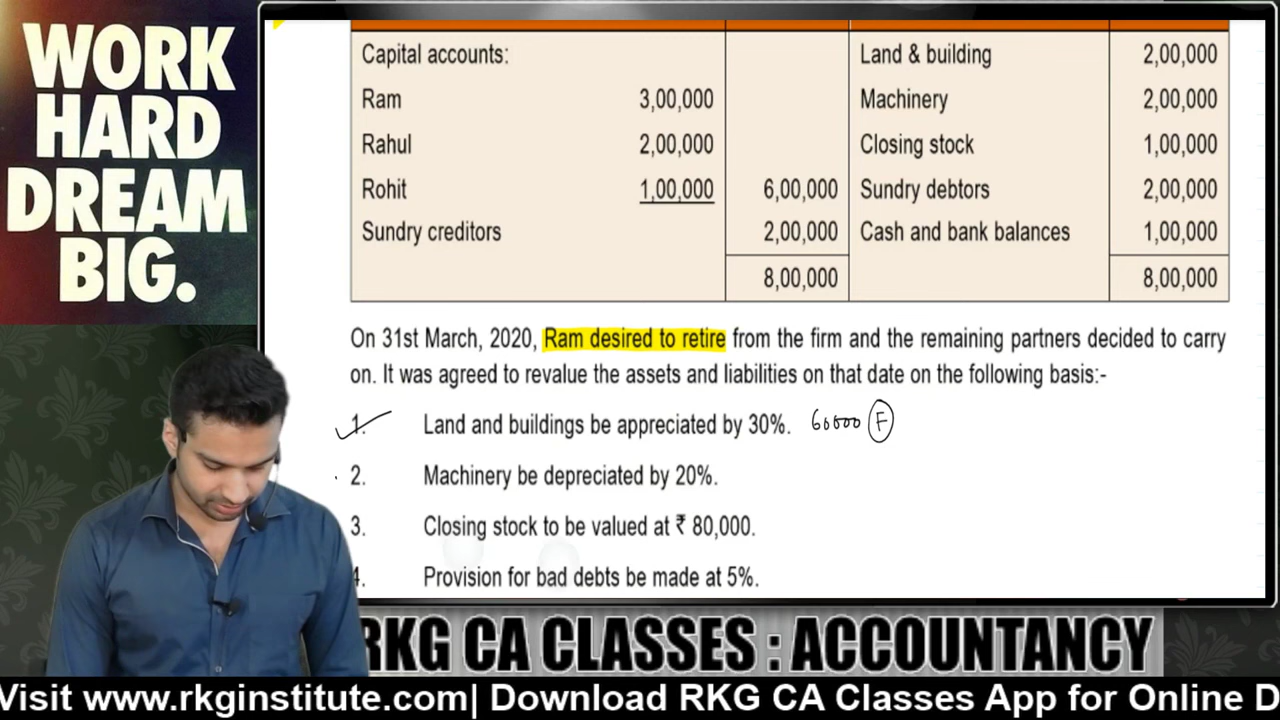 WORK
HARD
DREAM
BIG.
Capital accounts: Land & building 2,00,000
Ram 3,00,000 Machinery 2,00,000
Rahul 2,00,000 Closing stock 1,00,000
Rohit 1,00,000 6,00,000 Sundry debtors 2,00,000
Sundry creditors 2,00,000 Cash and bank balances 1,00,000
8,00,000 8,00,000
On 31st March, 2020, Ram desired to retire from the firm and the remaining partners decided to carry
on. It was agreed to revalue the assets and liabilities on that date on the following basis:-
1. Land and buildings be appreciated by 30%. 60000 F
2. Machinery be depreciated by 20%.
3. Closing stock to be valued at ₹ 80,000.
4. Provision for bad debts be made at 5%.
RKG CA CLASSES : ACCOUNTANCY
Visit www.rkginstitute.com| Download RKG CA Classes App for Online D